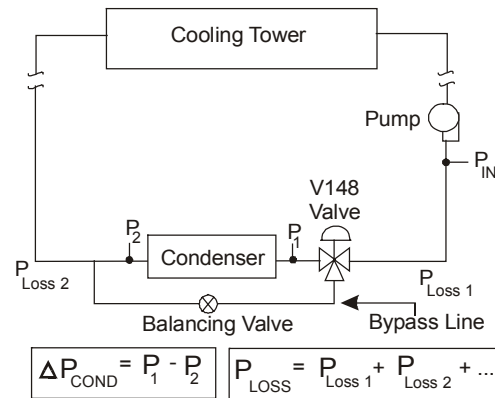 Cooling Tower
Pump
P_IN
V148
Valve
P_2
P_1
Condenser
P_Loss 2
P_Loss 1
Balancing Valve
Bypass Line
ΔP_COND = P_1 - P_2
P_LOSS = P_Loss 1 + P_Loss 2 + ...